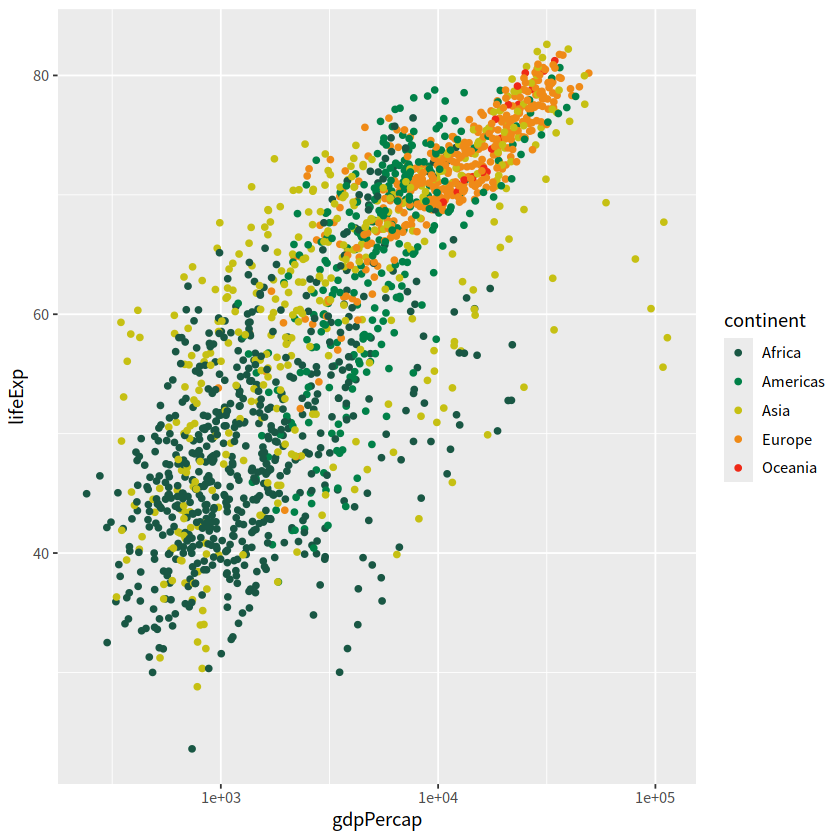 80
60
40
lifeExp
1e+03
1e+04
1e+05
gdpPercap
continent
Africa
Americas
Asia
Europe
Oceania